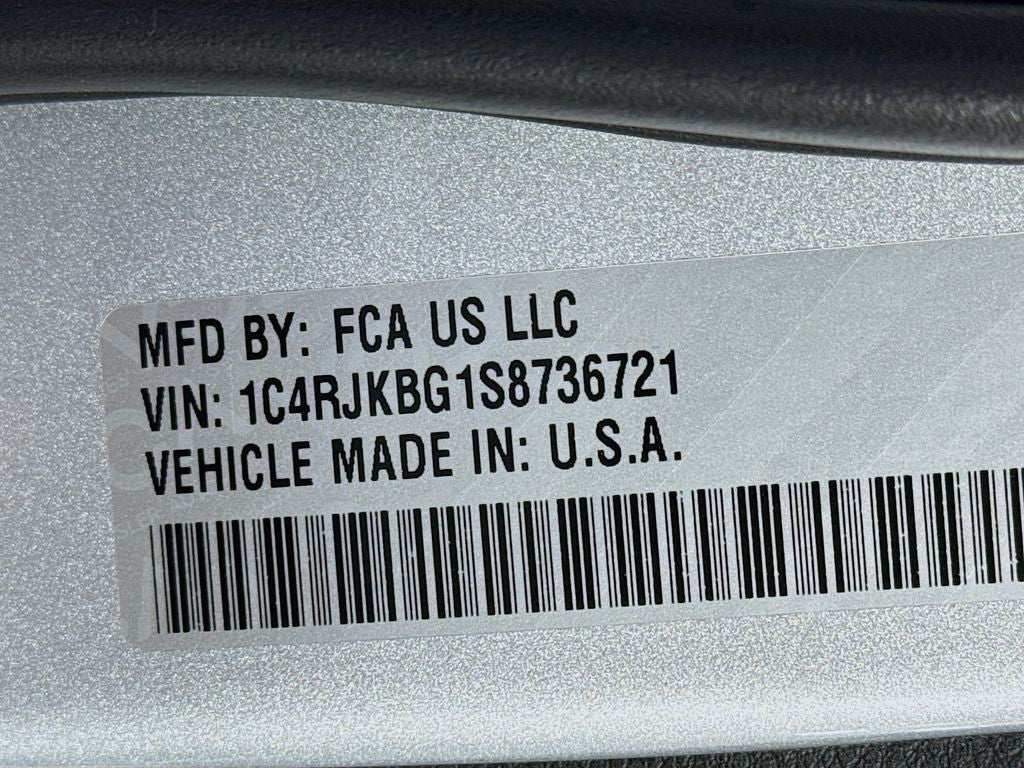 MFD BY: FCA US LLC
VIN: 1C4RJKBG1S8736721
VEHICLE MADE IN: U.S.A.